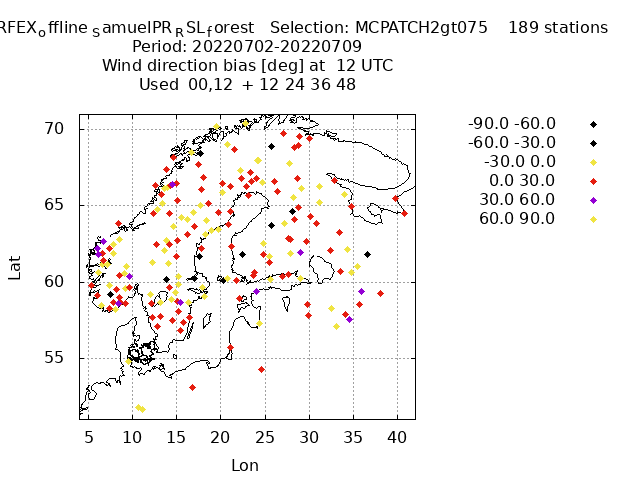 RFEXoffline SamuelPRRSLforest Selection: MCPATCH2gt075 189 stations
Period: 20220702-20220709
Wind direction bias [deg] at 12 UTC
Used 00,12 + 12 24 36 48
70
65
60
55
Lat
5 10 15 20 25 30 35 40
Lon
-90.0 -60.0
-60.0 -30.0
-30.0 0.0
0.0 30.0
30.0 60.0
60.0 90.0